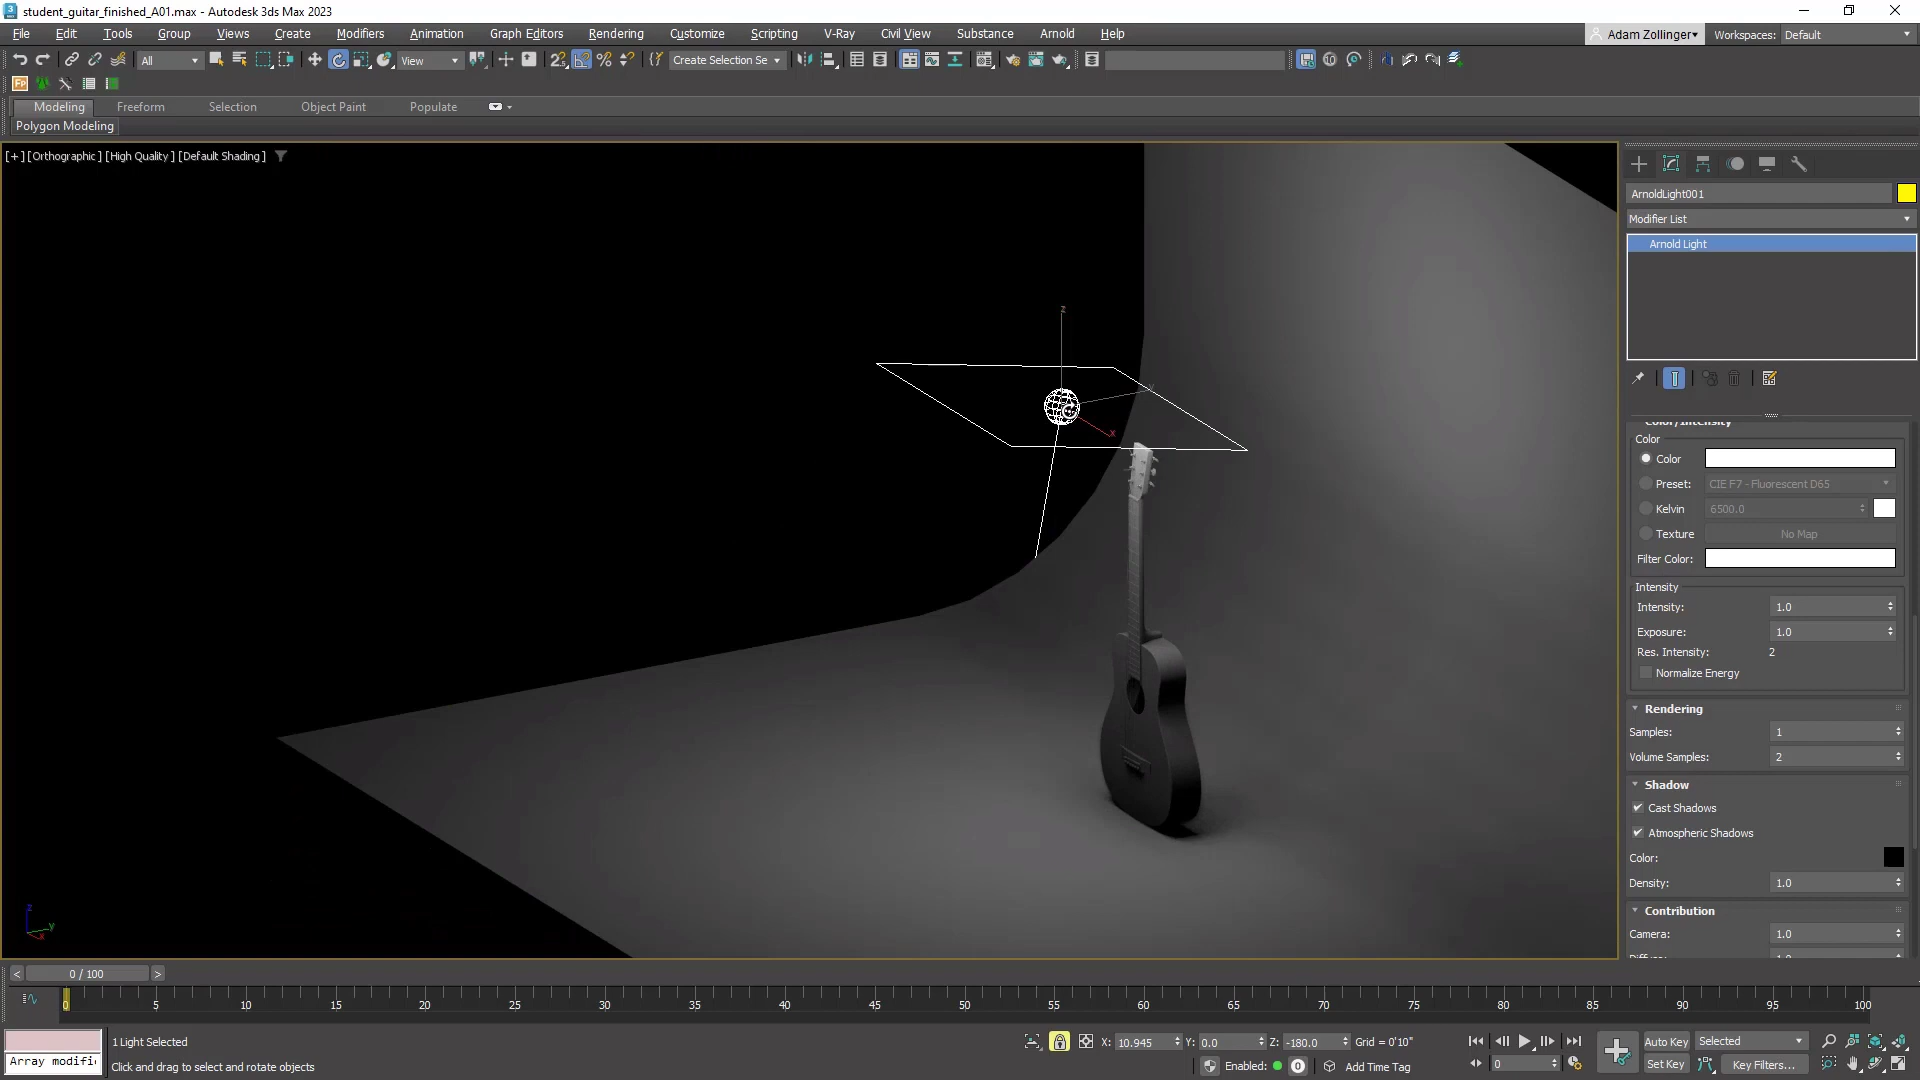 student_guitar_finished_A01.max - Autodesk 3ds Max 2023
File Edit Tools Group Views Create Modifiers Animation Graph Editors Rendering Customize Scripting V-Ray Civil View Substance Arnold Help
Adam Zollinger
Workspaces: Default
All
View
Create Selection Se
Modeling Freeform Selection Object Paint Populate
Polygon Modeling
[+] [Orthographic ] [High Quality ] [Default Shading ]
ArnoldLight001
Modifier List
Arnold Light
Color/Intensity
Color
Color
Preset: CIE F7 - Fluorescent D65
Kelvin 6500.0
Texture No Map
Filter Color:
Intensity
Intensity: 1.0
Exposure: 1.0
Res. Intensity: 2
Normalize Energy
Rendering
Samples: 1
Volume Samples: 2
Shadow
Cast Shadows
Atmospheric Shadows
Color:
Density: 1.0
Contribution
Camera: 1.0
z
y
x
z
y
x
< 0 / 100 >
0 5 10 15 20 25 30 35 40 45 50 55 60 65 70 75 80 85 90 95 100
1 Light Selected
X: 10.945 Y: 0.0 Z: -180.0 Grid = 0'10"
Auto Key Selected
Array modifi
Click and drag to select and rotate objects
Enabled: 0 Add Time Tag
0
Set Key Key Filters...